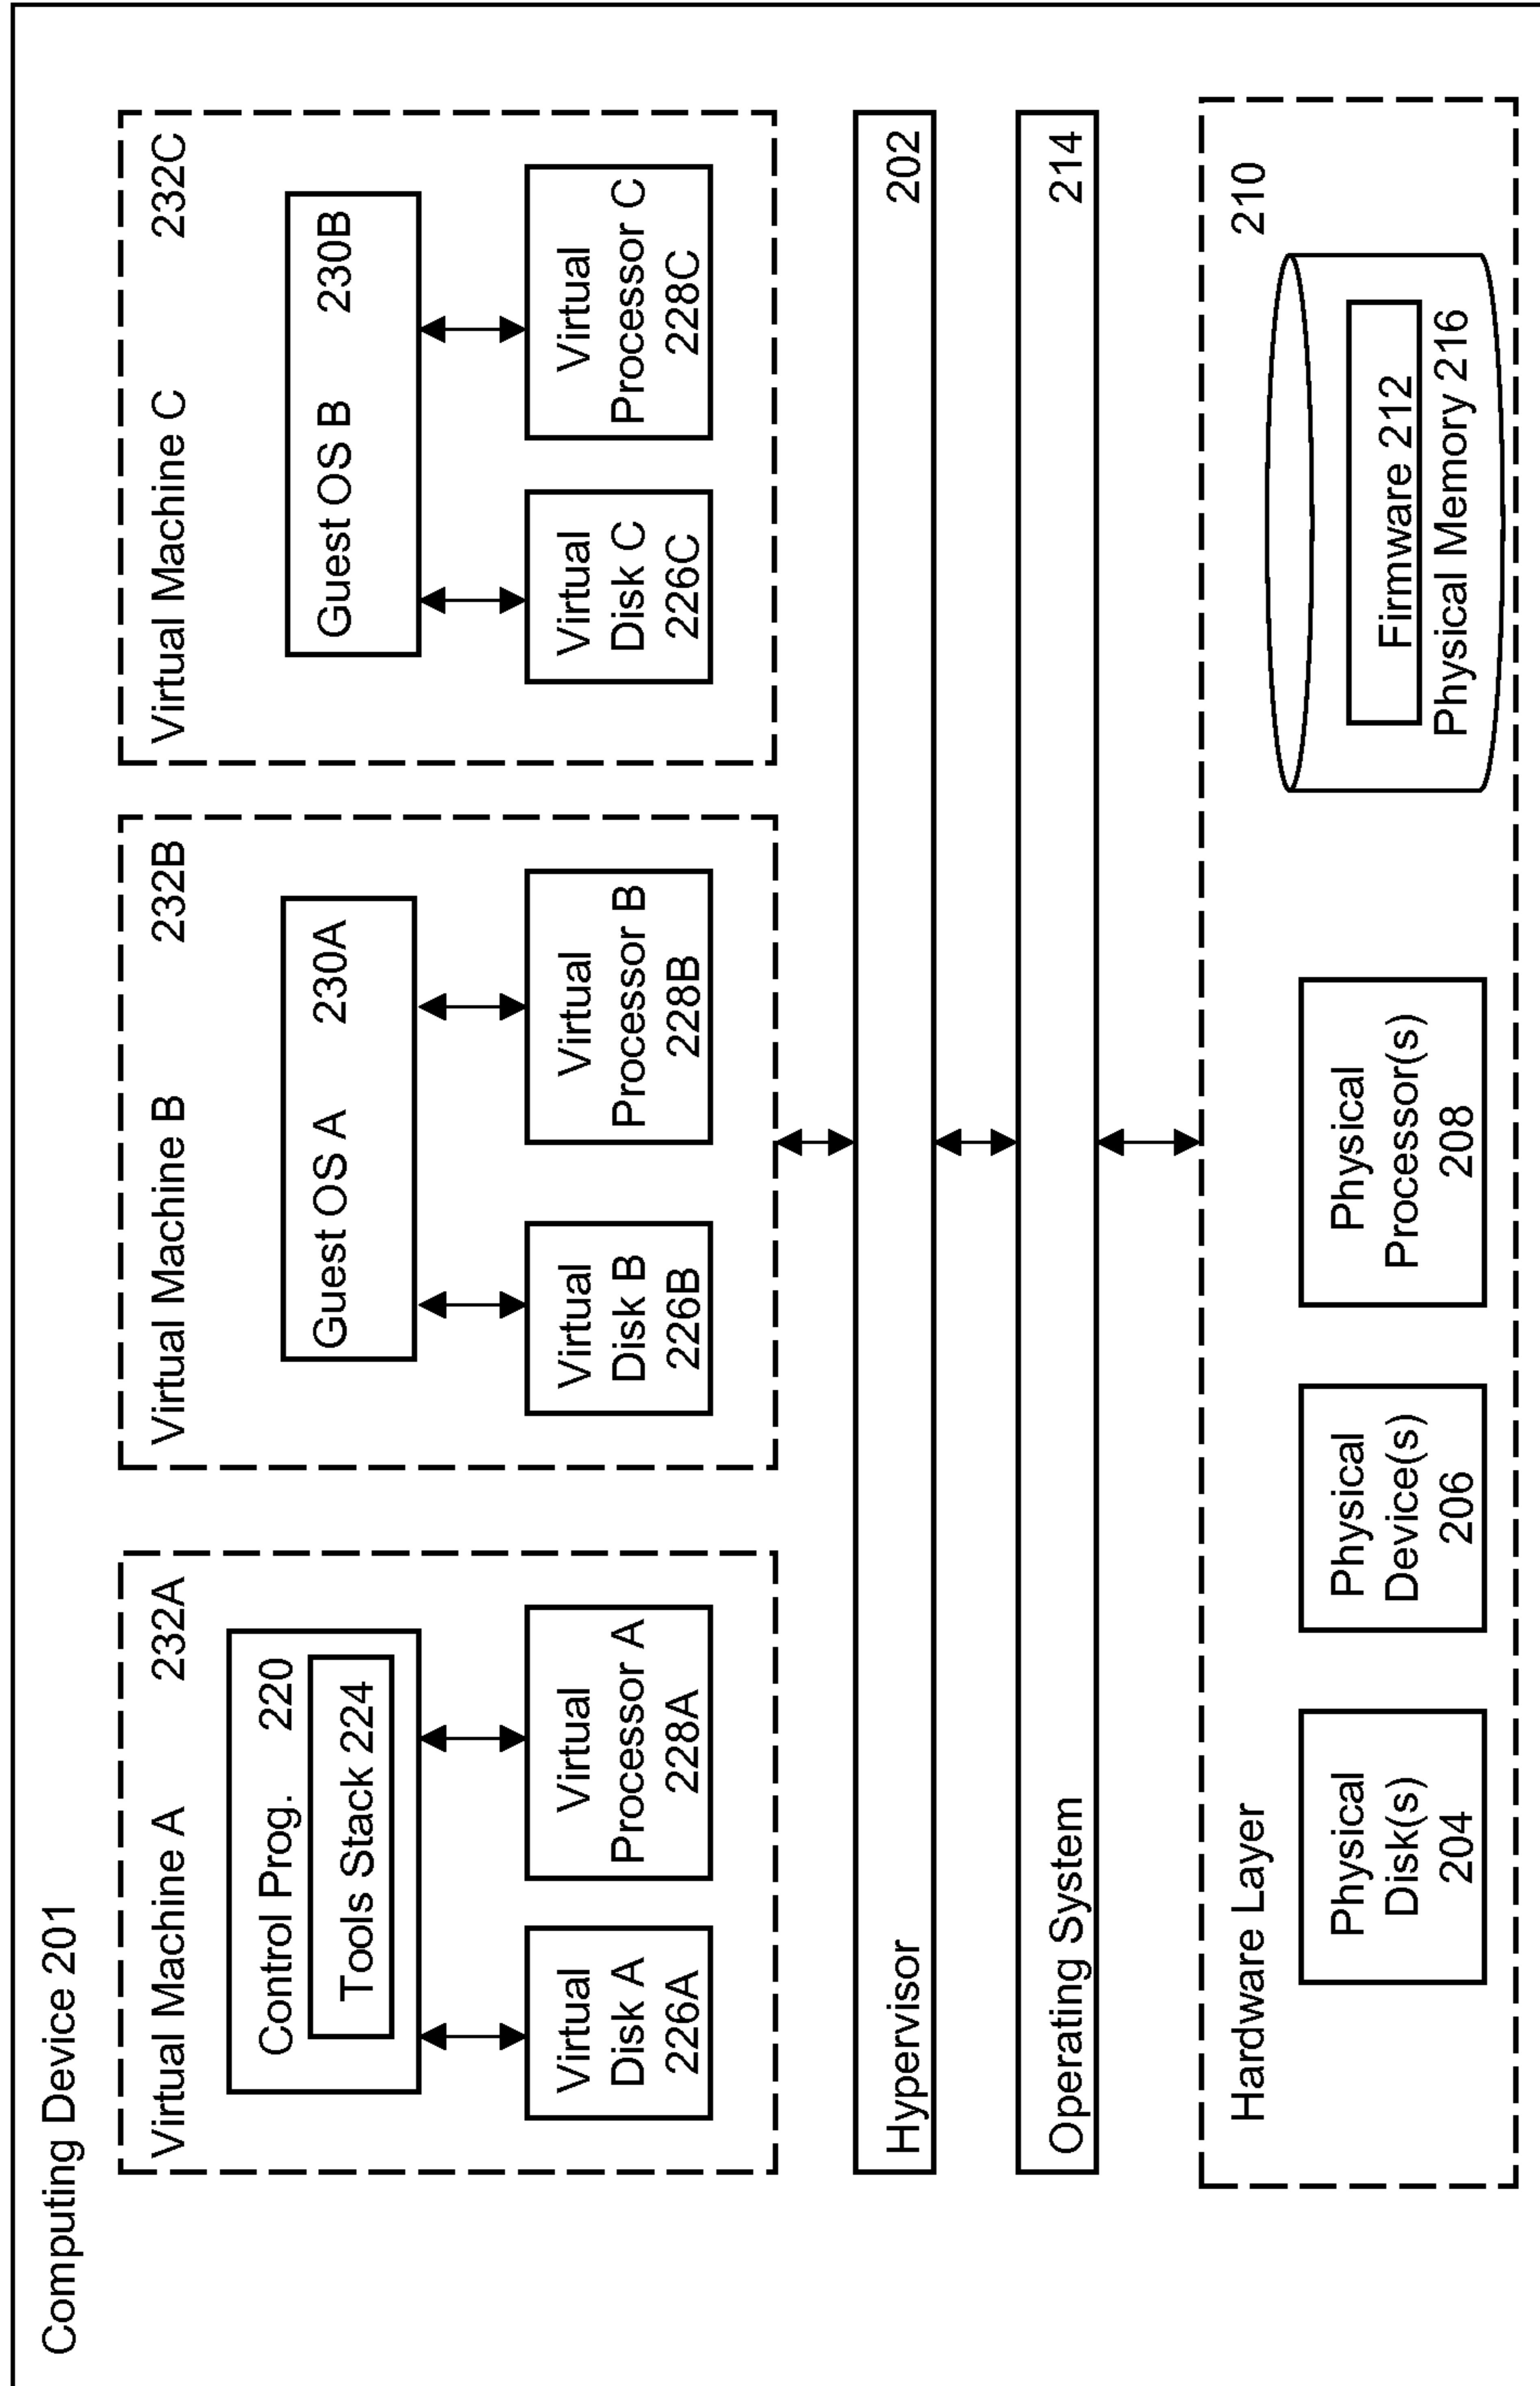 Computing Device 201
Virtual Machine A 232A
Control Prog. 220
Tools Stack 224
Virtual
Disk A
226A
Virtual
Processor A
228A
Virtual Machine B 232B
Guest OS A 230A
Virtual
Disk B
226B
Virtual
Processor B
228B
Virtual Machine C 232C
Guest OS B 230B
Virtual
Disk C
226C
Virtual
Processor C
228C
Hypervisor 202
Operating System 214
Hardware Layer 210
Physical
Disk(s)
204
Physical
Device(s)
206
Physical
Processor(s)
208
Firmware 212
Physical Memory 216